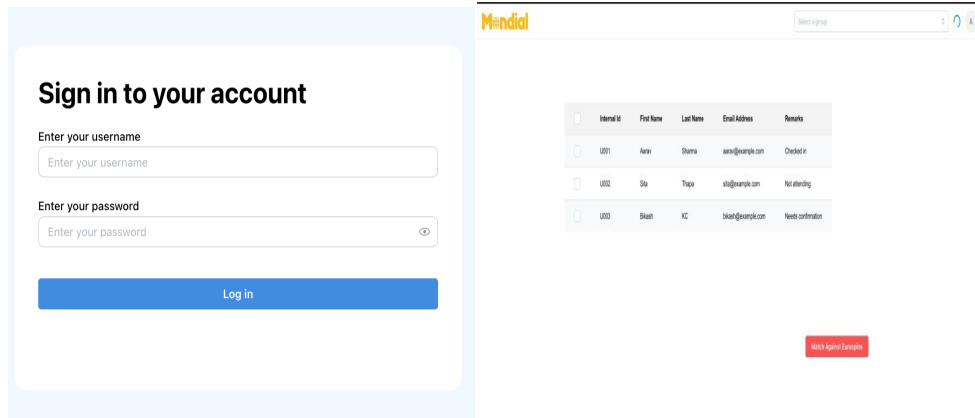 Sign in to your account
Enter your username
Enter your username
Enter your password
Enter your password
Log in
Mondial
Select a group
A
Internal Id First Name Last Name Email Address Remarks
U001 Aarav Sharma aarav@example.com Checked in
U002 Sita Thapa sita@example.com Not attending
U003 Bikash KC bikash@example.com Needs confirmation
Match Against Eurospine